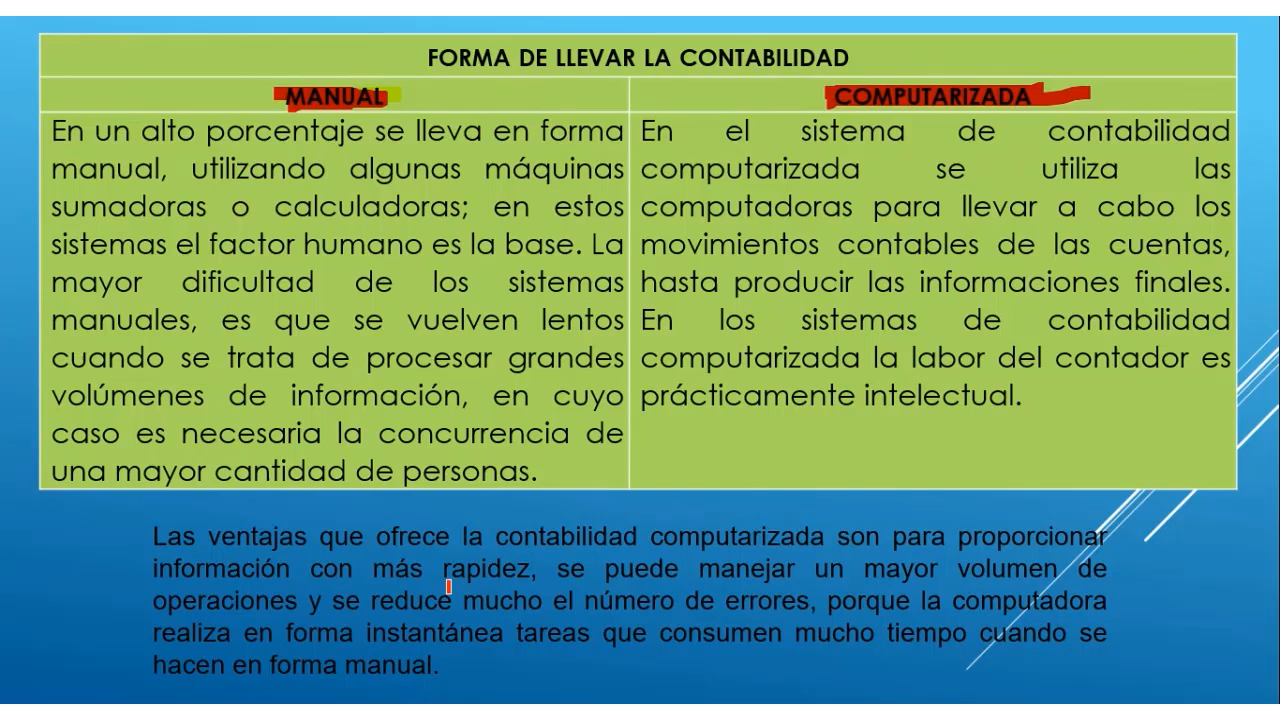 FORMA DE LLEVAR LA CONTABILIDAD
MANUAL
En un alto porcentaje se lleva en forma
manual, utilizando algunas máquinas
sumadoras o calculadoras; en estos
sistemas el factor humano es la base. La
mayor dificultad de los sistemas
manuales, es que se vuelven lentos
cuando se trata de procesar grandes
volúmenes de información, en cuyo
caso es necesaria la concurrencia de
una mayor cantidad de personas.
COMPUTARIZADA
En el sistema de contabilidad
computarizada se utiliza las
computadoras para llevar a cabo los
movimientos contables de las cuentas,
hasta producir las informaciones finales.
En los sistemas de contabilidad
computarizada la labor del contador es
prácticamente intelectual.
Las ventajas que ofrece la contabilidad computarizada son para proporcionar
información con más rapidez, se puede manejar un mayor volumen de
operaciones y se reduce mucho el número de errores, porque la computadora
realiza en forma instantánea tareas que consumen mucho tiempo cuando se
hacen en forma manual.